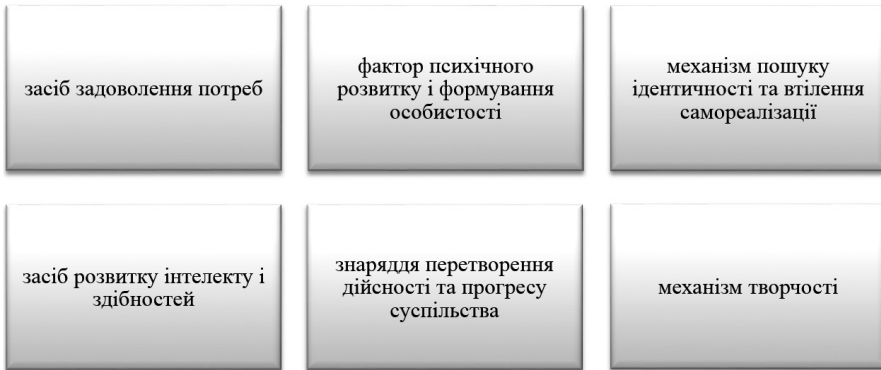 засіб задоволення потреб
фактор психічного
розвитку і формування
особистості
механізм пошуку
ідентичності та втілення
самореалізації
засіб розвитку інтелекту і
здібностей
знаряддя перетворення
дійсності та прогресу
суспільства
механізм творчості